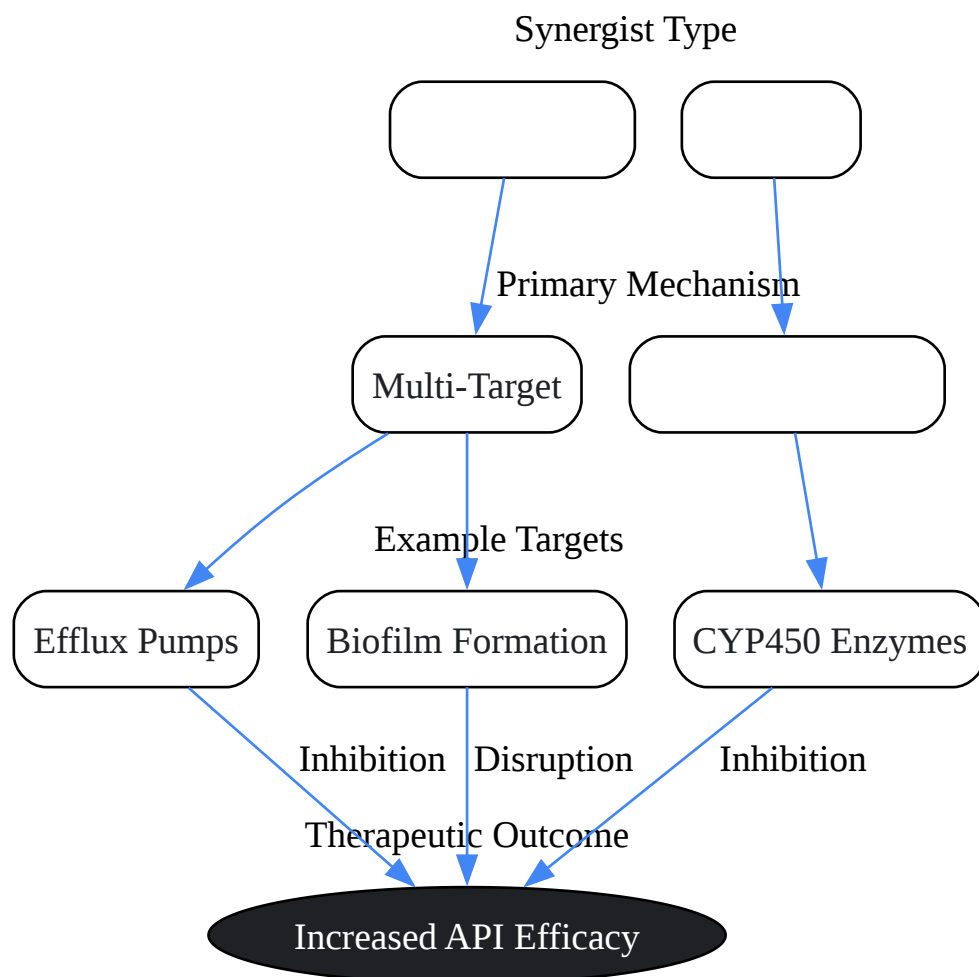 Synergist Type
Primary Mechanism
Multi-Target
Example Targets
Efflux Pumps
Biofilm Formation
CYP450 Enzymes
Inhibition
Disruption
Inhibition
Therapeutic Outcome
Increased API Efficacy